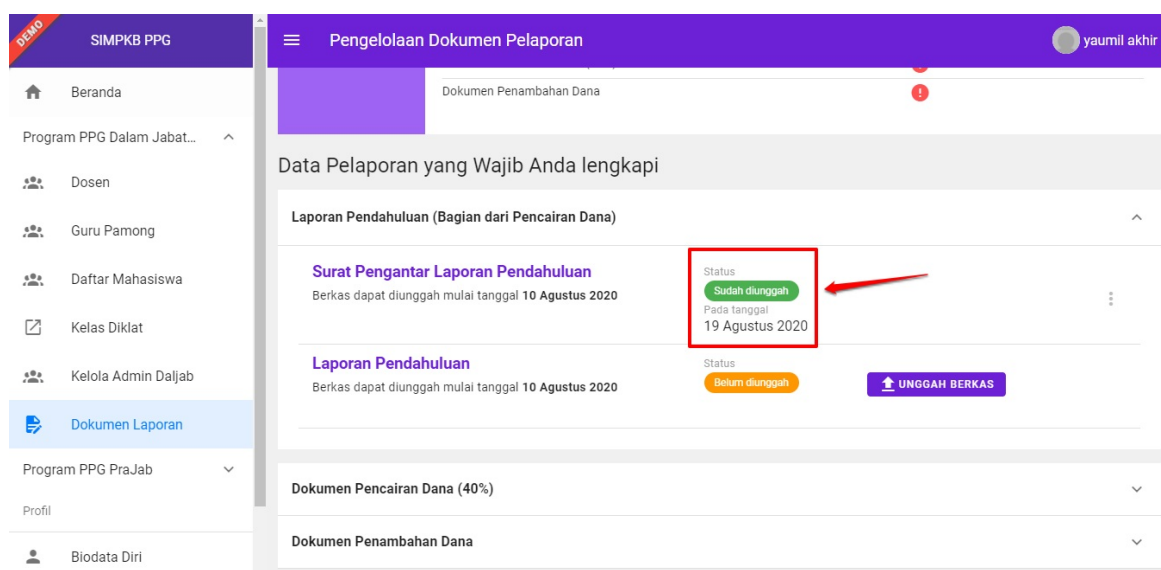 DEMO
SIMPKB PPG
Pengelolaan Dokumen Pelaporan
yaumil akhir
Beranda
Program PPG Dalam Jabat...
Dosen
Guru Pamong
Daftar Mahasiswa
Kelas Diklat
Kelola Admin Daljab
Dokumen Laporan
Program PPG PraJab
Profil
Biodata Diri
Dokumen Penambahan Dana
Data Pelaporan yang Wajib Anda lengkapi
Laporan Pendahuluan (Bagian dari Pencairan Dana)
Surat Pengantar Laporan Pendahuluan
Berkas dapat diunggah mulai tanggal 10 Agustus 2020
Status
Sudah diunggah
Pada tanggal
19 Agustus 2020
Laporan Pendahuluan
Berkas dapat diunggah mulai tanggal 10 Agustus 2020
Status
Belum diunggah
UNGGAH BERKAS
Dokumen Pencairan Dana (40%)
Dokumen Penambahan Dana